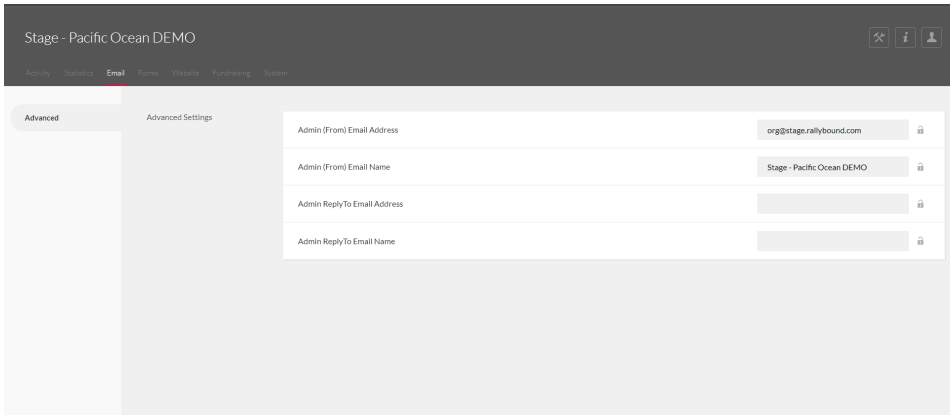 Stage - Pacific Ocean DEMO
Activity Statistics Email Forms Website Fundraising System
Advanced
Advanced Settings
Admin (From) Email Address org@stage.rallybound.com
Admin (From) Email Name Stage - Pacific Ocean DEMO
Admin ReplyTo Email Address
Admin ReplyTo Email Name